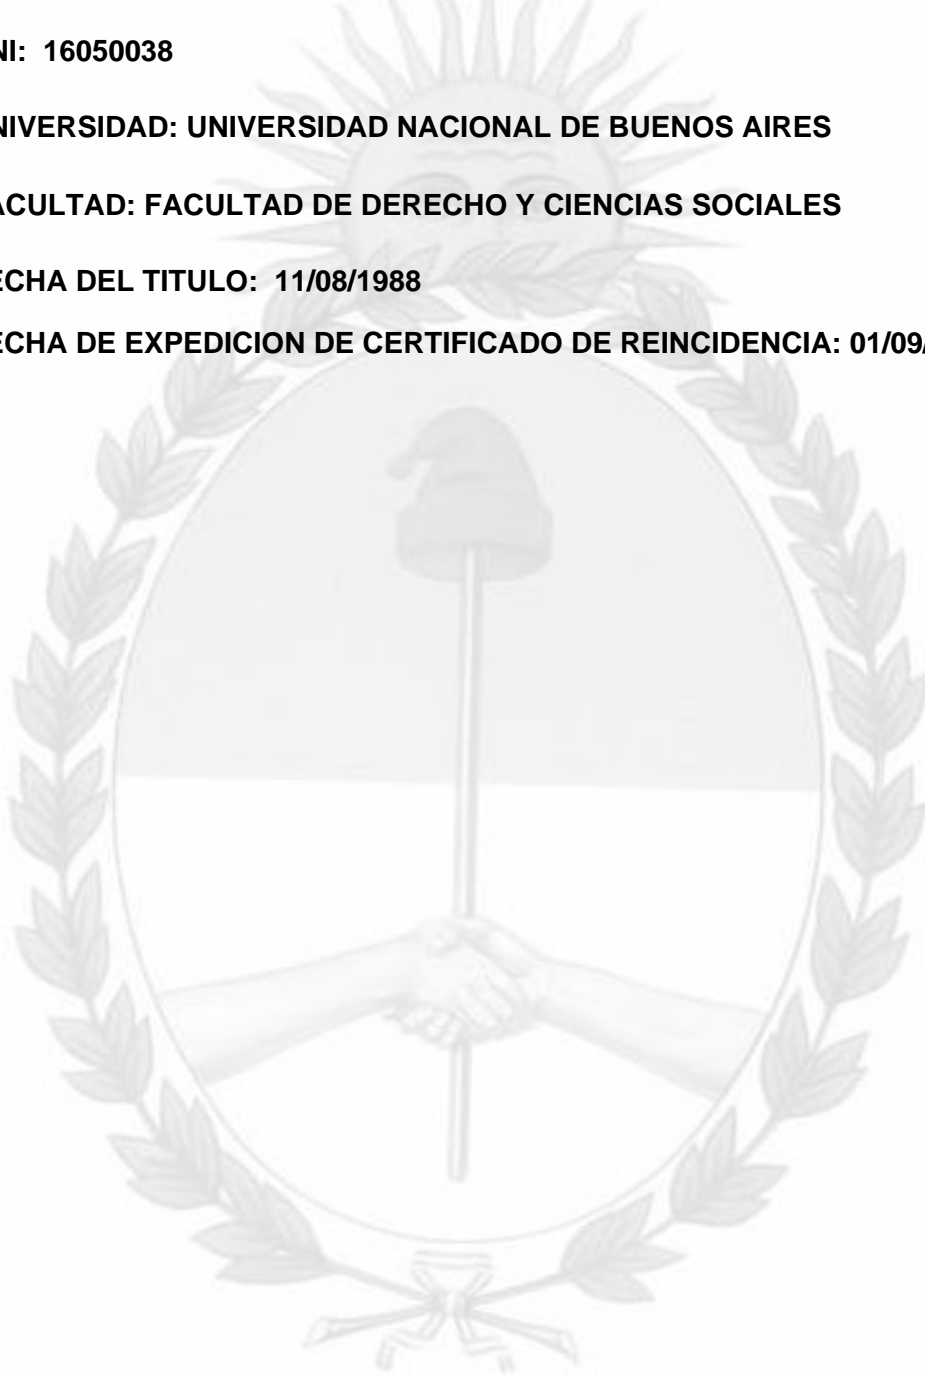 NI: 16050038
NIVERSIDAD: UNIVERSIDAD NACIONAL DE BUENOS AIRES
ACULTAD: FACULTAD DE DERECHO Y CIENCIAS SOCIALES
ECHA DEL TITULO: 11/08/1988
ECHA DE EXPEDICION DE CERTIFICADO DE REINCIDENCIA: 01/09/